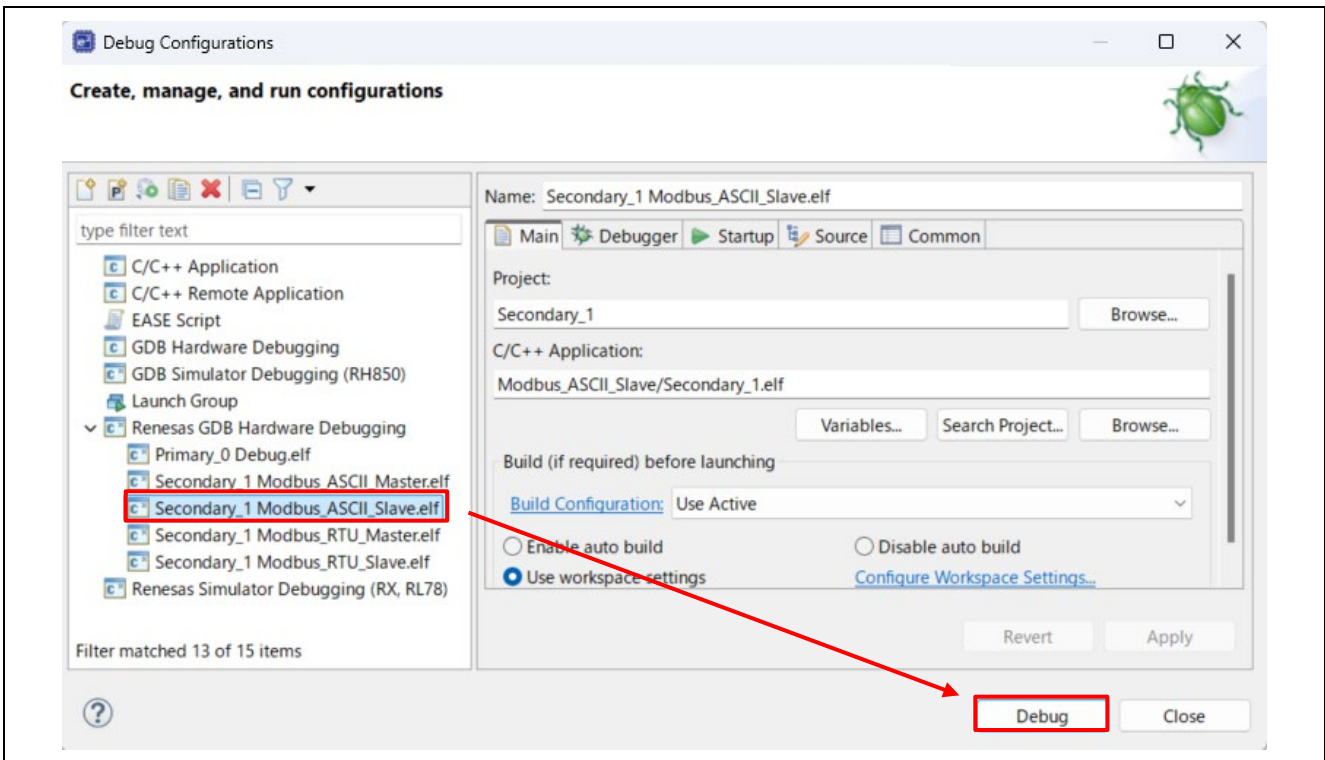 Debug Configurations
Create, manage, and run configurations
type filter text
C/C++ Application
C/C++ Remote Application
EASE Script
GDB Hardware Debugging
GDB Simulator Debugging (RH850)
Launch Group
Renesas GDB Hardware Debugging
Primary_0 Debug.elf
Secondary_1 Modbus_ASCII_Master.elf
Secondary_1 Modbus_ASCII_Slave.elf
Secondary_1 Modbus_RTU_Master.elf
Secondary_1 Modbus_RTU_Slave.elf
Renesas Simulator Debugging (RX, RL78)
Filter matched 13 of 15 items
Name: Secondary_1 Modbus_ASCII_Slave.elf
Main Debugger Startup Source Common
Project:
Secondary_1 Browse...
C/C++ Application:
Modbus_ASCII_Slave/Secondary_1.elf
Variables... Search Project... Browse...
Build (if required) before launching
Build Configuration: Use Active
Enable auto build Disable auto build
Use workspace settings Configure Workspace Settings...
Revert Apply
? Debug Close